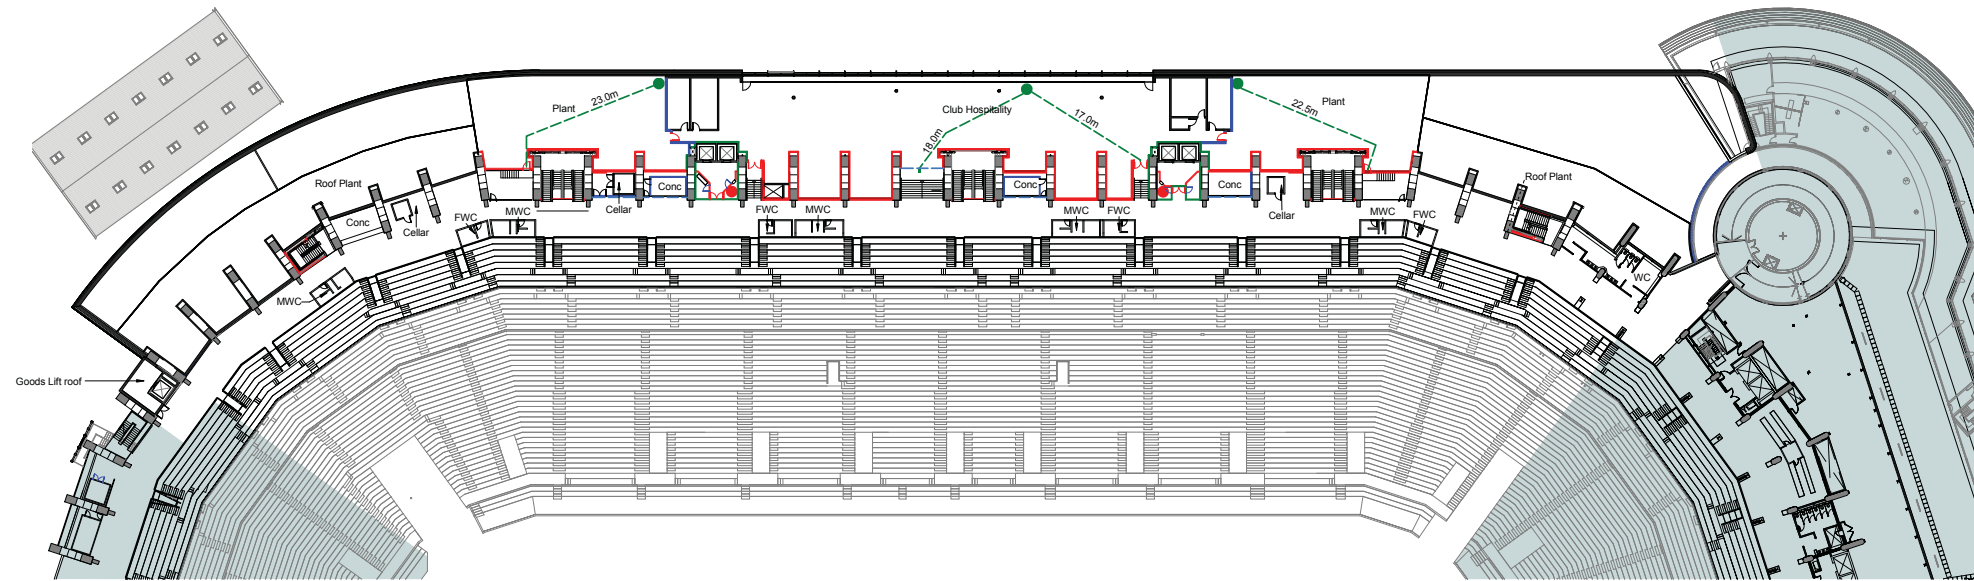 Plant
23.0m
Club Hospitality
18.0m
17.0m
22.5m
Plant
Roof Plant
Conc
Cellar
FWC
MWC
Conc
Cellar
FWC
MWC
Conc
MWC
FWC
Conc
Cellar
MWC
FWC
Roof Plant
WC
MWC
Goods Lift roof